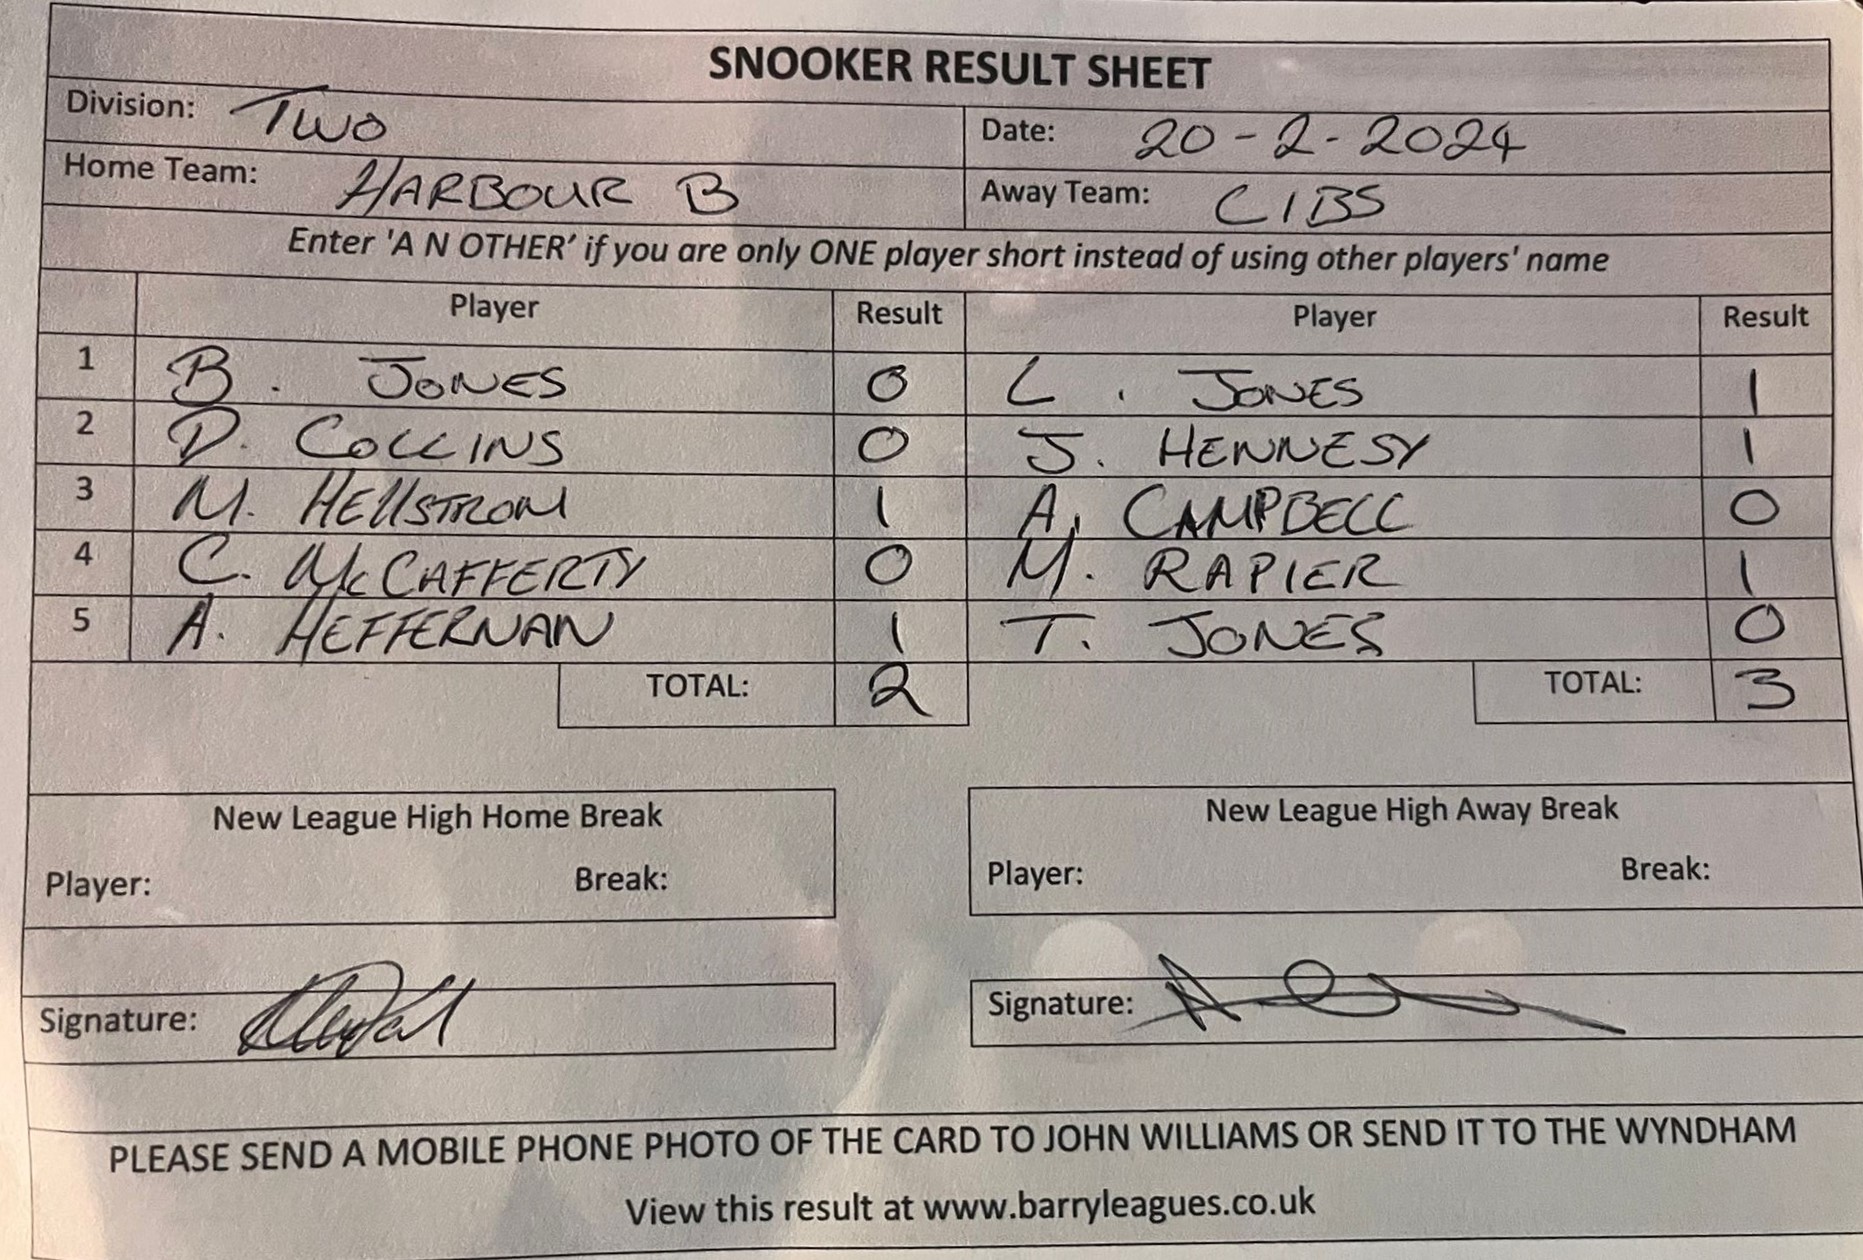 SNOOKER RESULT SHEET
Division: TWO Date: 20-2-2024
Home Team: HARBOUR B Away Team: CIBS
Enter 'A N OTHER' if you are only ONE player short instead of using other players' name
Player Result Player Result
1 B. JONES 0 L. JONES 1
2 D. COLLINS 0 J. HENNESY 1
3 M. HELLSTROM 1 A. CAMPBELL 0
4 C. McCAFFERTY 0 M. RAPIER 1
5 A. HEFFERNAN 1 T. JONES 0
TOTAL: 2 TOTAL: 3
New League High Home Break New League High Away Break
Player: Break: Player: Break:
Signature: Signature:
PLEASE SEND A MOBILE PHONE PHOTO OF THE CARD TO JOHN WILLIAMS OR SEND IT TO THE WYNDHAM
View this result at www.barryleagues.co.uk